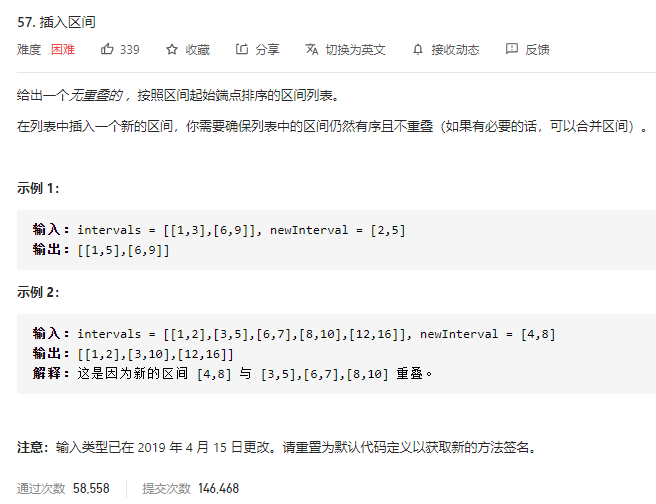 57. 插入区间
难度 困难 339 收藏 分享 切换为英文 接收动态 反馈
给出一个无重叠的 ，按照区间起始端点排序的区间列表。
在列表中插入一个新的区间，你需要确保列表中的区间仍然有序且不重叠（如果有必要的话，可以合并区间）。
示例 1：
输入：intervals = [[1,3],[6,9]], newInterval = [2,5]
输出：[[1,5],[6,9]]
示例 2：
输入：intervals = [[1,2],[3,5],[6,7],[8,10],[12,16]], newInterval = [4,8]
输出：[[1,2],[3,10],[12,16]]
解释：这是因为新的区间 [4,8] 与 [3,5],[6,7],[8,10] 重叠。
注意：输入类型已在 2019 年 4 月 15 日更改。请重置为默认代码定义以获取新的方法签名。
通过次数 58,558 提交次数 146,468